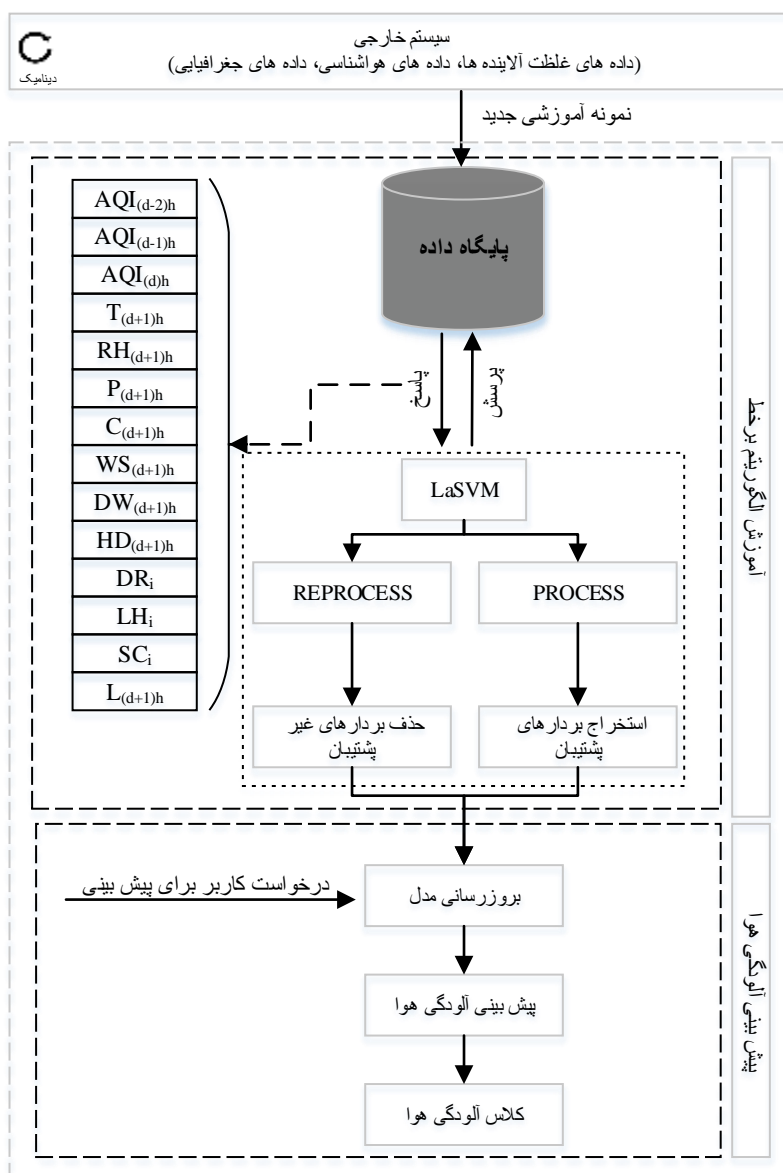 سیستم خارجی
(داده های غلظت آلاینده ها، داده های هواشناسی، داده های جغرافیایی)
دینامیک
نمونه آموزشی جدید
پایگاه داده
AQI(d-2)h
AQI(d-1)h
AQI(d)h
T(d+1)h
RH(d+1)h
P(d+1)h
C(d+1)h
WS(d+1)h
DW(d+1)h
HD(d+1)h
DRi
LHi
SCi
L(d+1)h
پاسخ
پرسش
آموزش الگوریتم برخط
LaSVM
PROCESS
REPROCESS
استخراج بردارهای
پشتیبان
حذف بردارهای غیر
پشتیبان
درخواست کاربر برای پیش بینی
بروزرسانی مدل
پیش بینی آلودگی هوا
پیش بینی آلودگی هوا
کلاس آلودگی هوا